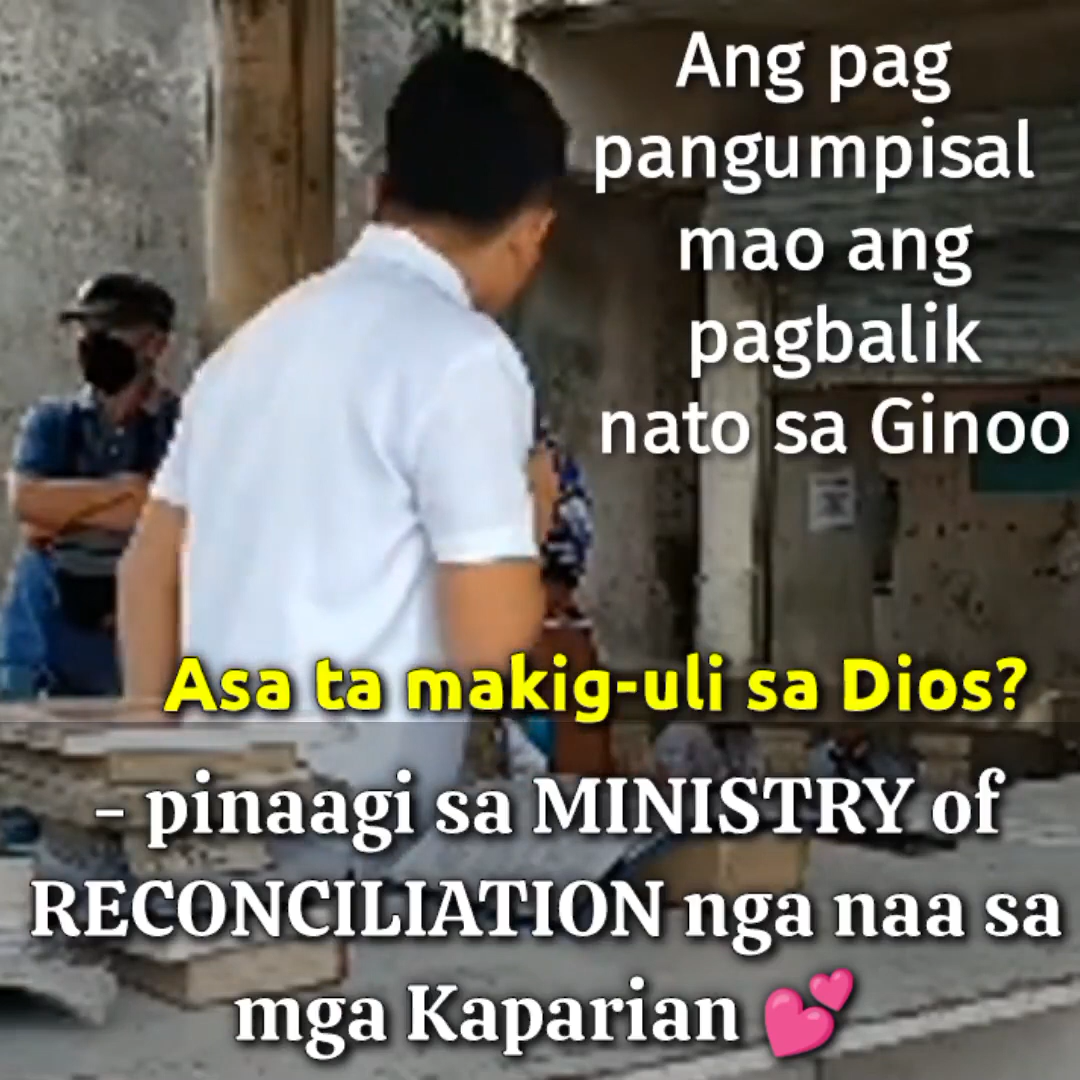 Ang pag
pangumpisal
mao ang
pagbalik
nato sa Ginoo
Asa ta makig-uli sa Dios?
- pinaagi sa MINISTRY of
RECONCILIATION nga naa sa
mga Kaparian 💕